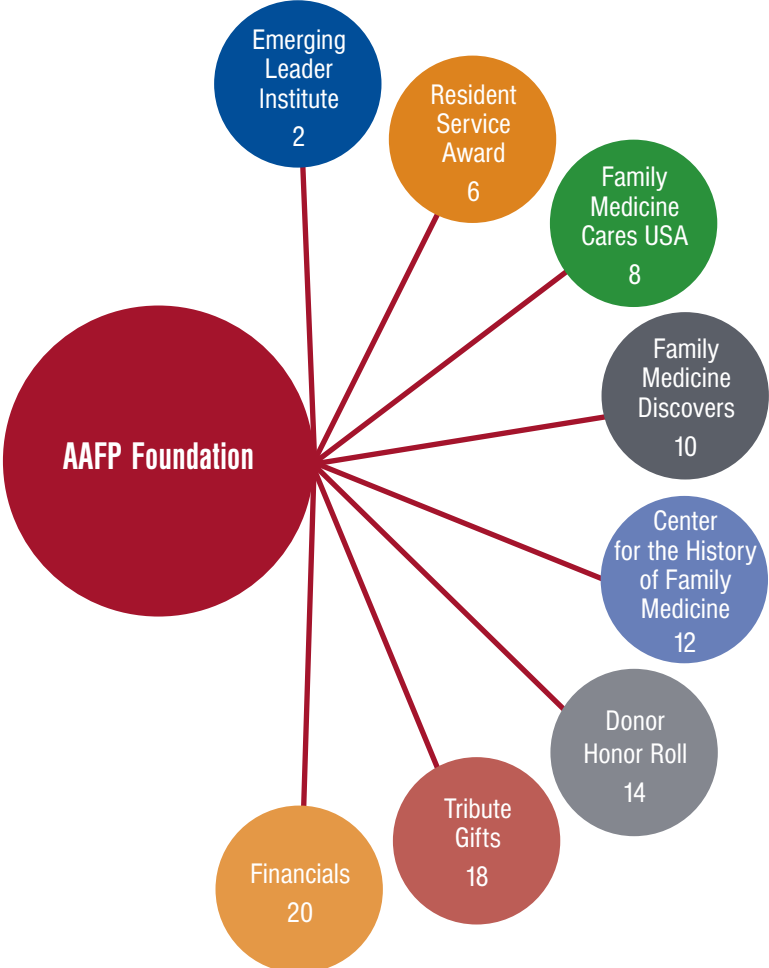 Emerging
Leader
Institute
2
Resident
Service
Award
6
Family
Medicine
Cares USA
8
Family
Medicine
Discovers
10
AAFP Foundation
Center
for the History
of Family
Medicine
12
Donor
Honor Roll
14
Tribute
Gifts
18
Financials
20